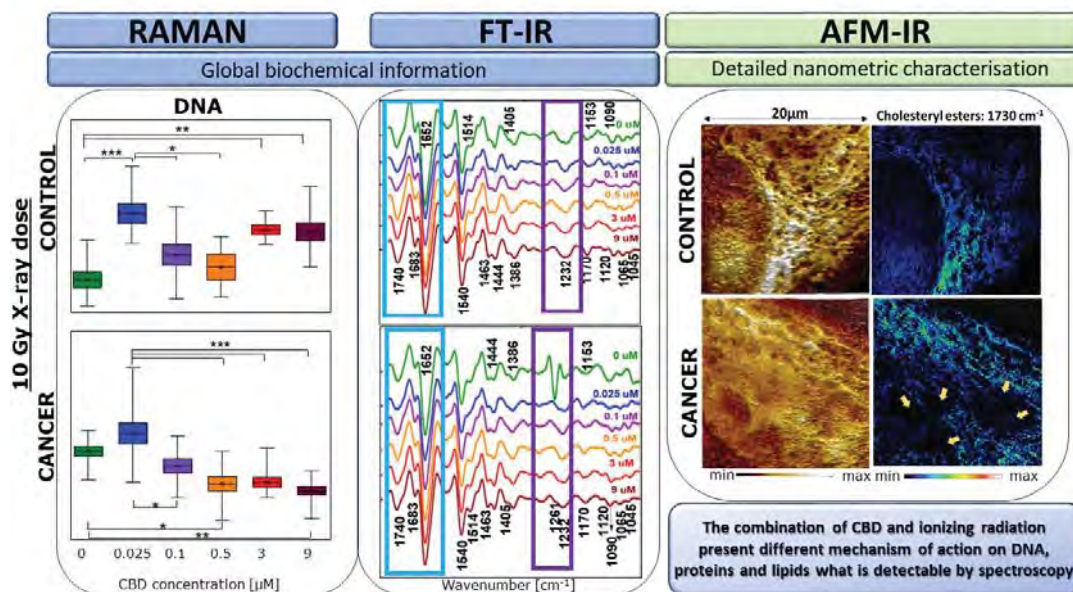 RAMAN
FT-IR
AFM-IR
Global biochemical information
Detailed nanometric characterisation
10 Gy X-ray dose
CONTROL
CANCER
DNA
**
*
***
***
*
*
**
0 0.025 0.1 0.5 3 9
CBD concentration [µM]
1652 1514 1405 1153 1090
0 uM
0.025 uM
0.1 uM
0.5 uM
3 uM
9 uM
1740 1683 1540 1463 1444 1386 1232 1170 1120 1065 1045
1652 1444 1386 1153
0 uM
0.025 uM
0.1 uM
0.5 uM
3 uM
9 uM
1740 1683 1540 1514 1463 1405 1261 1232 1170 1120 1090 1065 1045
Wavenumber [cm⁻¹]
20µm
Cholesteryl esters: 1730 cm⁻¹
CONTROL
CANCER
min max min max
The combination of CBD and ionizing radiation
present different mechanism of action on DNA,
proteins and lipids what is detectable by spectroscopy